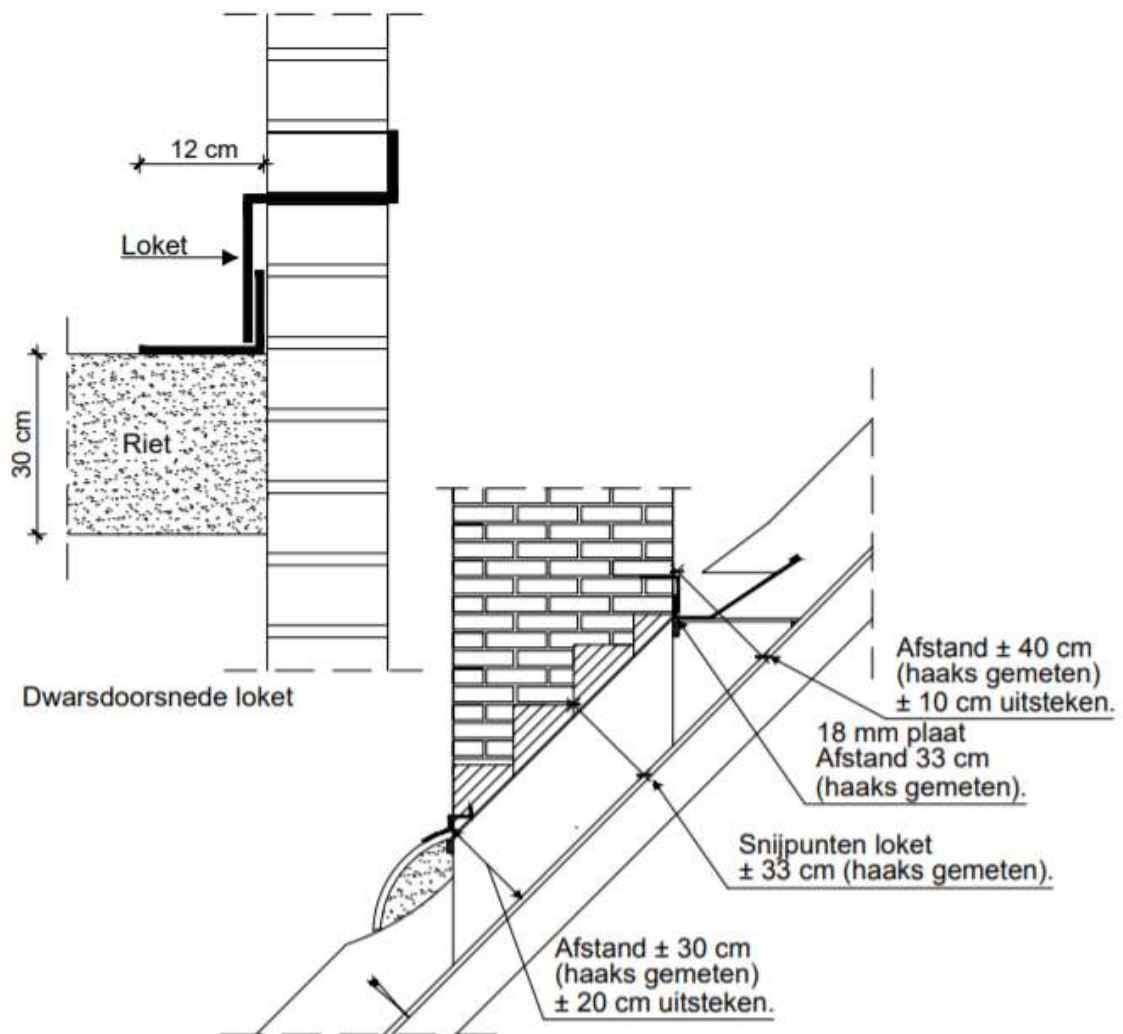 12 cm
Loket
30 cm
Riet
Dwarsdoorsnede loket
Afstand ± 40 cm
(haaks gemeten)
± 10 cm uitsteken.
18 mm plaat
Afstand 33 cm
(haaks gemeten).
Snijpunten loket
± 33 cm (haaks gemeten).
Afstand ± 30 cm
(haaks gemeten)
± 20 cm uitsteken.